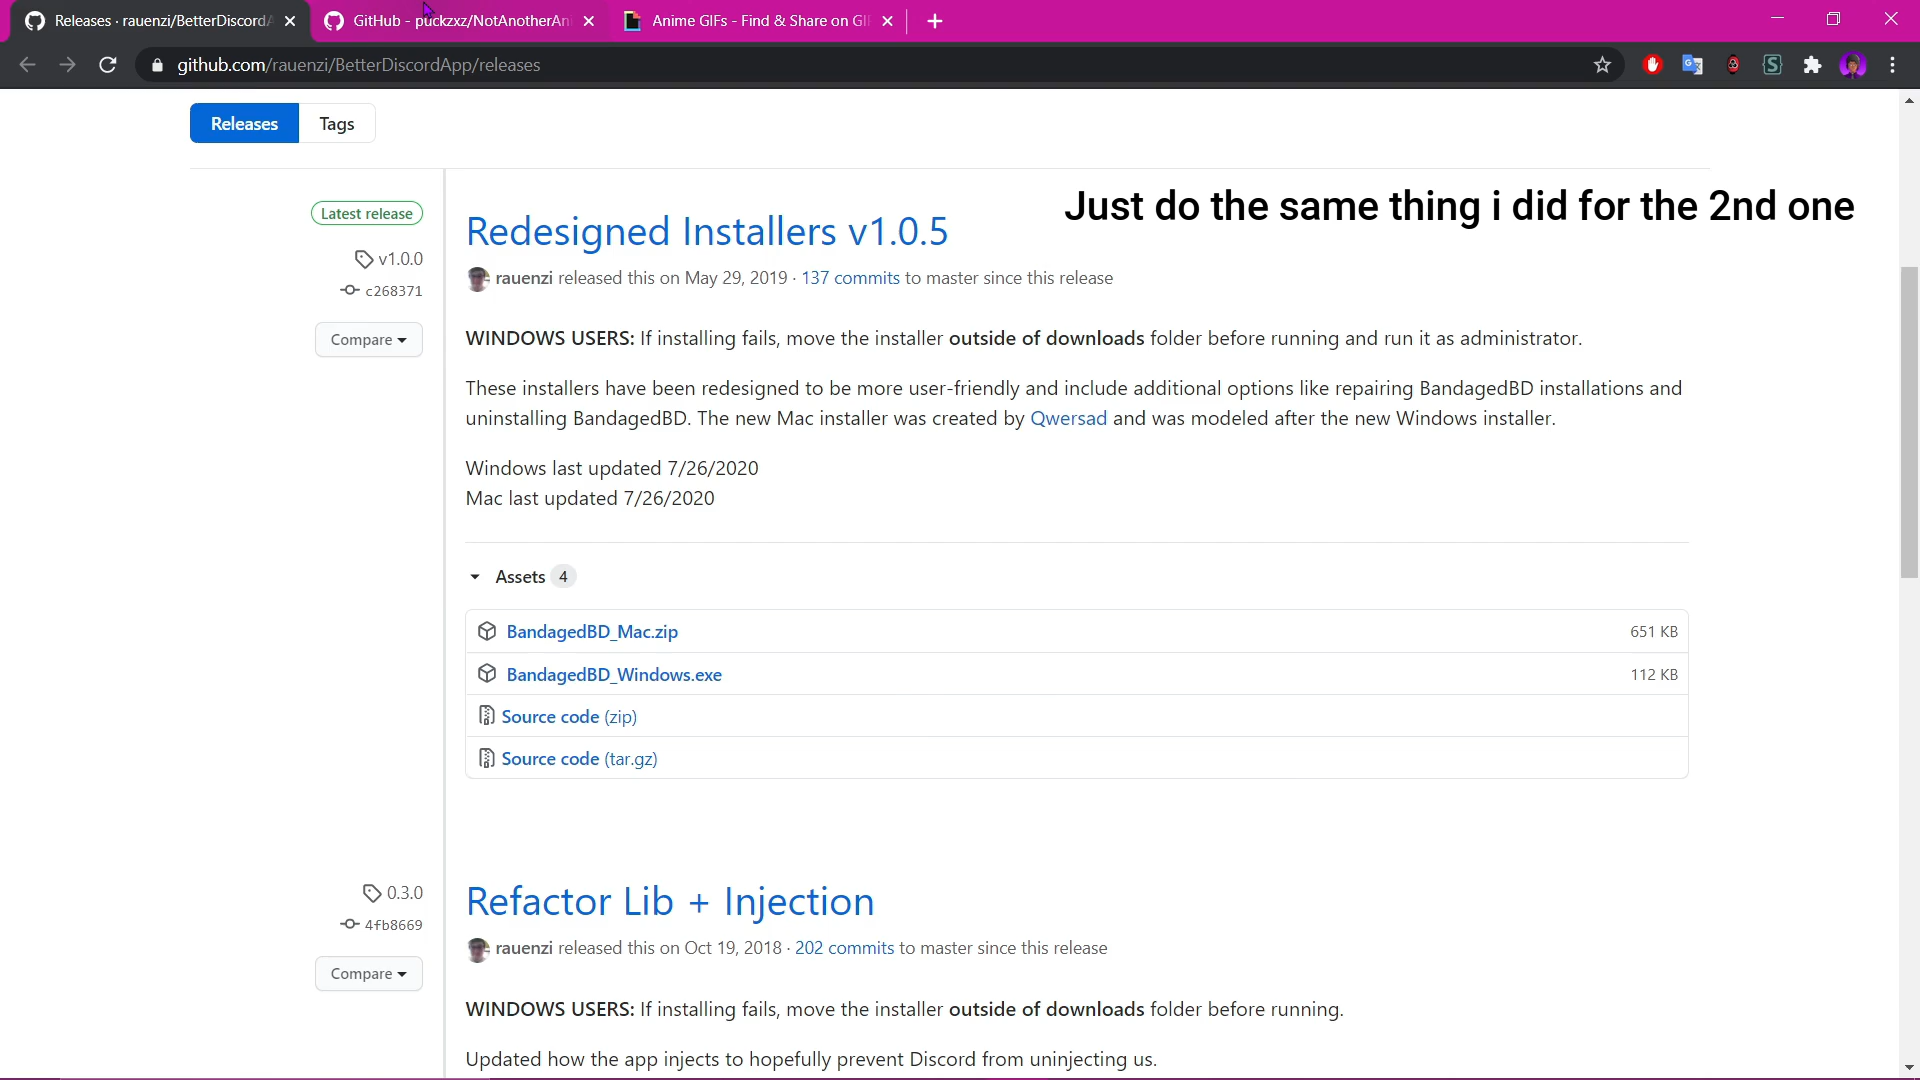 Releases · rauenzi/BetterDiscordA
GitHub - puckzxz/NotAnotherAni
Anime GIFs - Find & Share on GI
github.com/rauenzi/BetterDiscordApp/releases
Releases
Tags
Just do the same thing i did for the 2nd one
Latest release
Redesigned Installers v1.0.5
v1.0.0
rauenzi released this on May 29, 2019 · 137 commits to master since this release
c268371
Compare
WINDOWS USERS: If installing fails, move the installer outside of downloads folder before running and run it as administrator.
These installers have been redesigned to be more user-friendly and include additional options like repairing BandagedBD installations and
uninstalling BandagedBD. The new Mac installer was created by Qwersad and was modeled after the new Windows installer.
Windows last updated 7/26/2020
Mac last updated 7/26/2020
Assets 4
BandagedBD_Mac.zip 651 KB
BandagedBD_Windows.exe 112 KB
Source code (zip)
Source code (tar.gz)
0.3.0
Refactor Lib + Injection
4fb8669
rauenzi released this on Oct 19, 2018 · 202 commits to master since this release
Compare
WINDOWS USERS: If installing fails, move the installer outside of downloads folder before running.
Updated how the app injects to hopefully prevent Discord from uninjecting us.